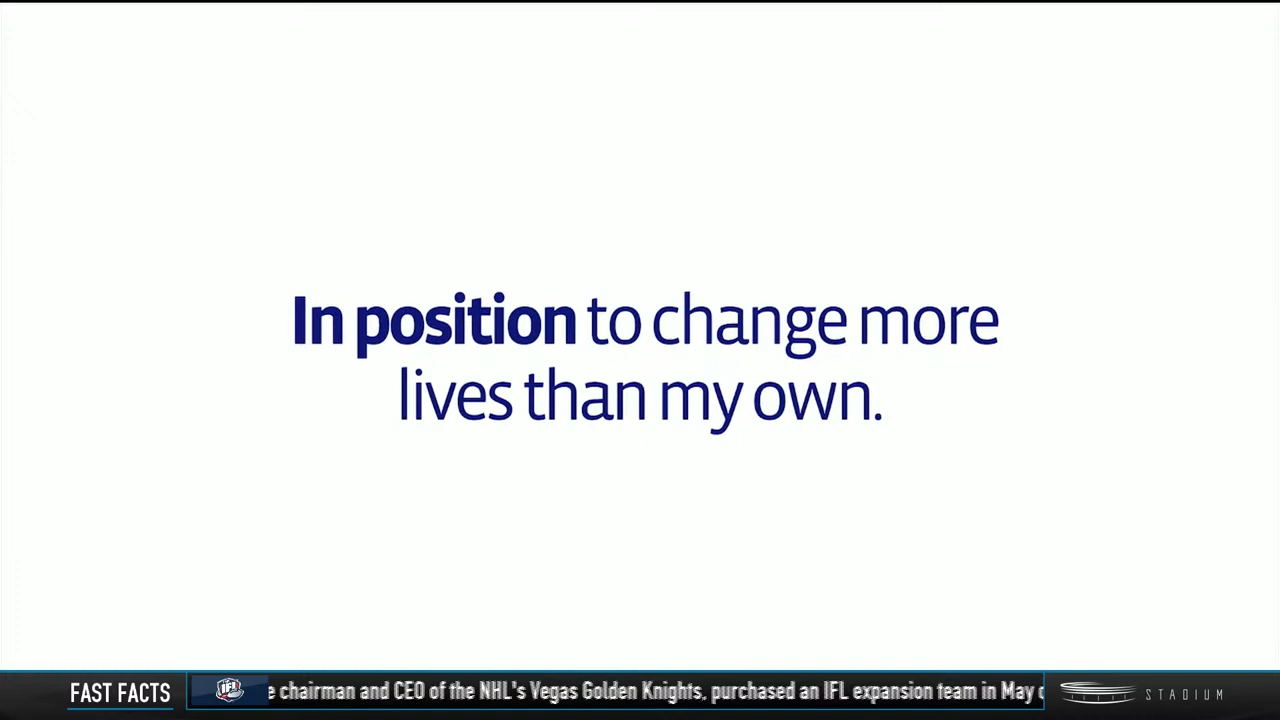 In position to change more
lives than my own.
FAST FACTS
IFL
chairman and CEO of the NHL's Vegas Golden Knights, purchased an IFL expansion team in May
STADIUM